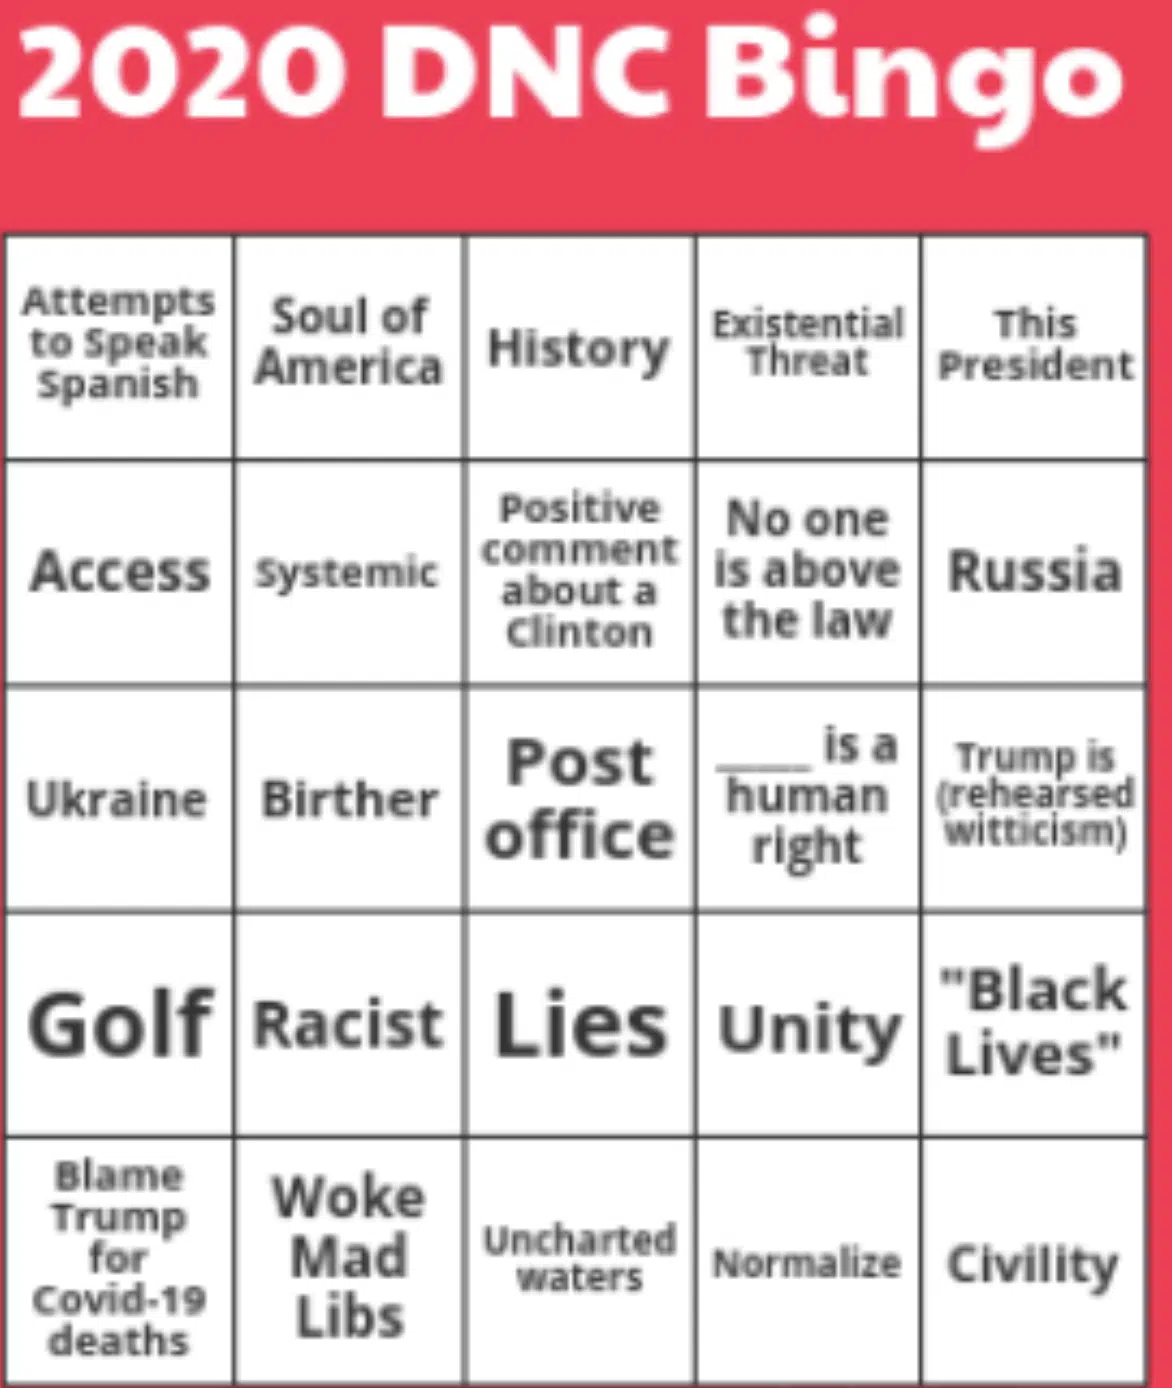 2020 DNC Bingo
Attempts
to Speak
Spanish
Soul of
America
History
Existential
Threat
This
President
Access
Systemic
Positive
comment
about a
Clinton
No one
is above
the law
Russia
Ukraine
Birther
Post
office
____ is a
human
right
Trump is
(rehearsed
witticism)
Golf
Racist
Lies
Unity
"Black
Lives"
Blame
Trump
for
Covid-19
deaths
Woke
Mad
Libs
Uncharted
waters
Normalize
Civility